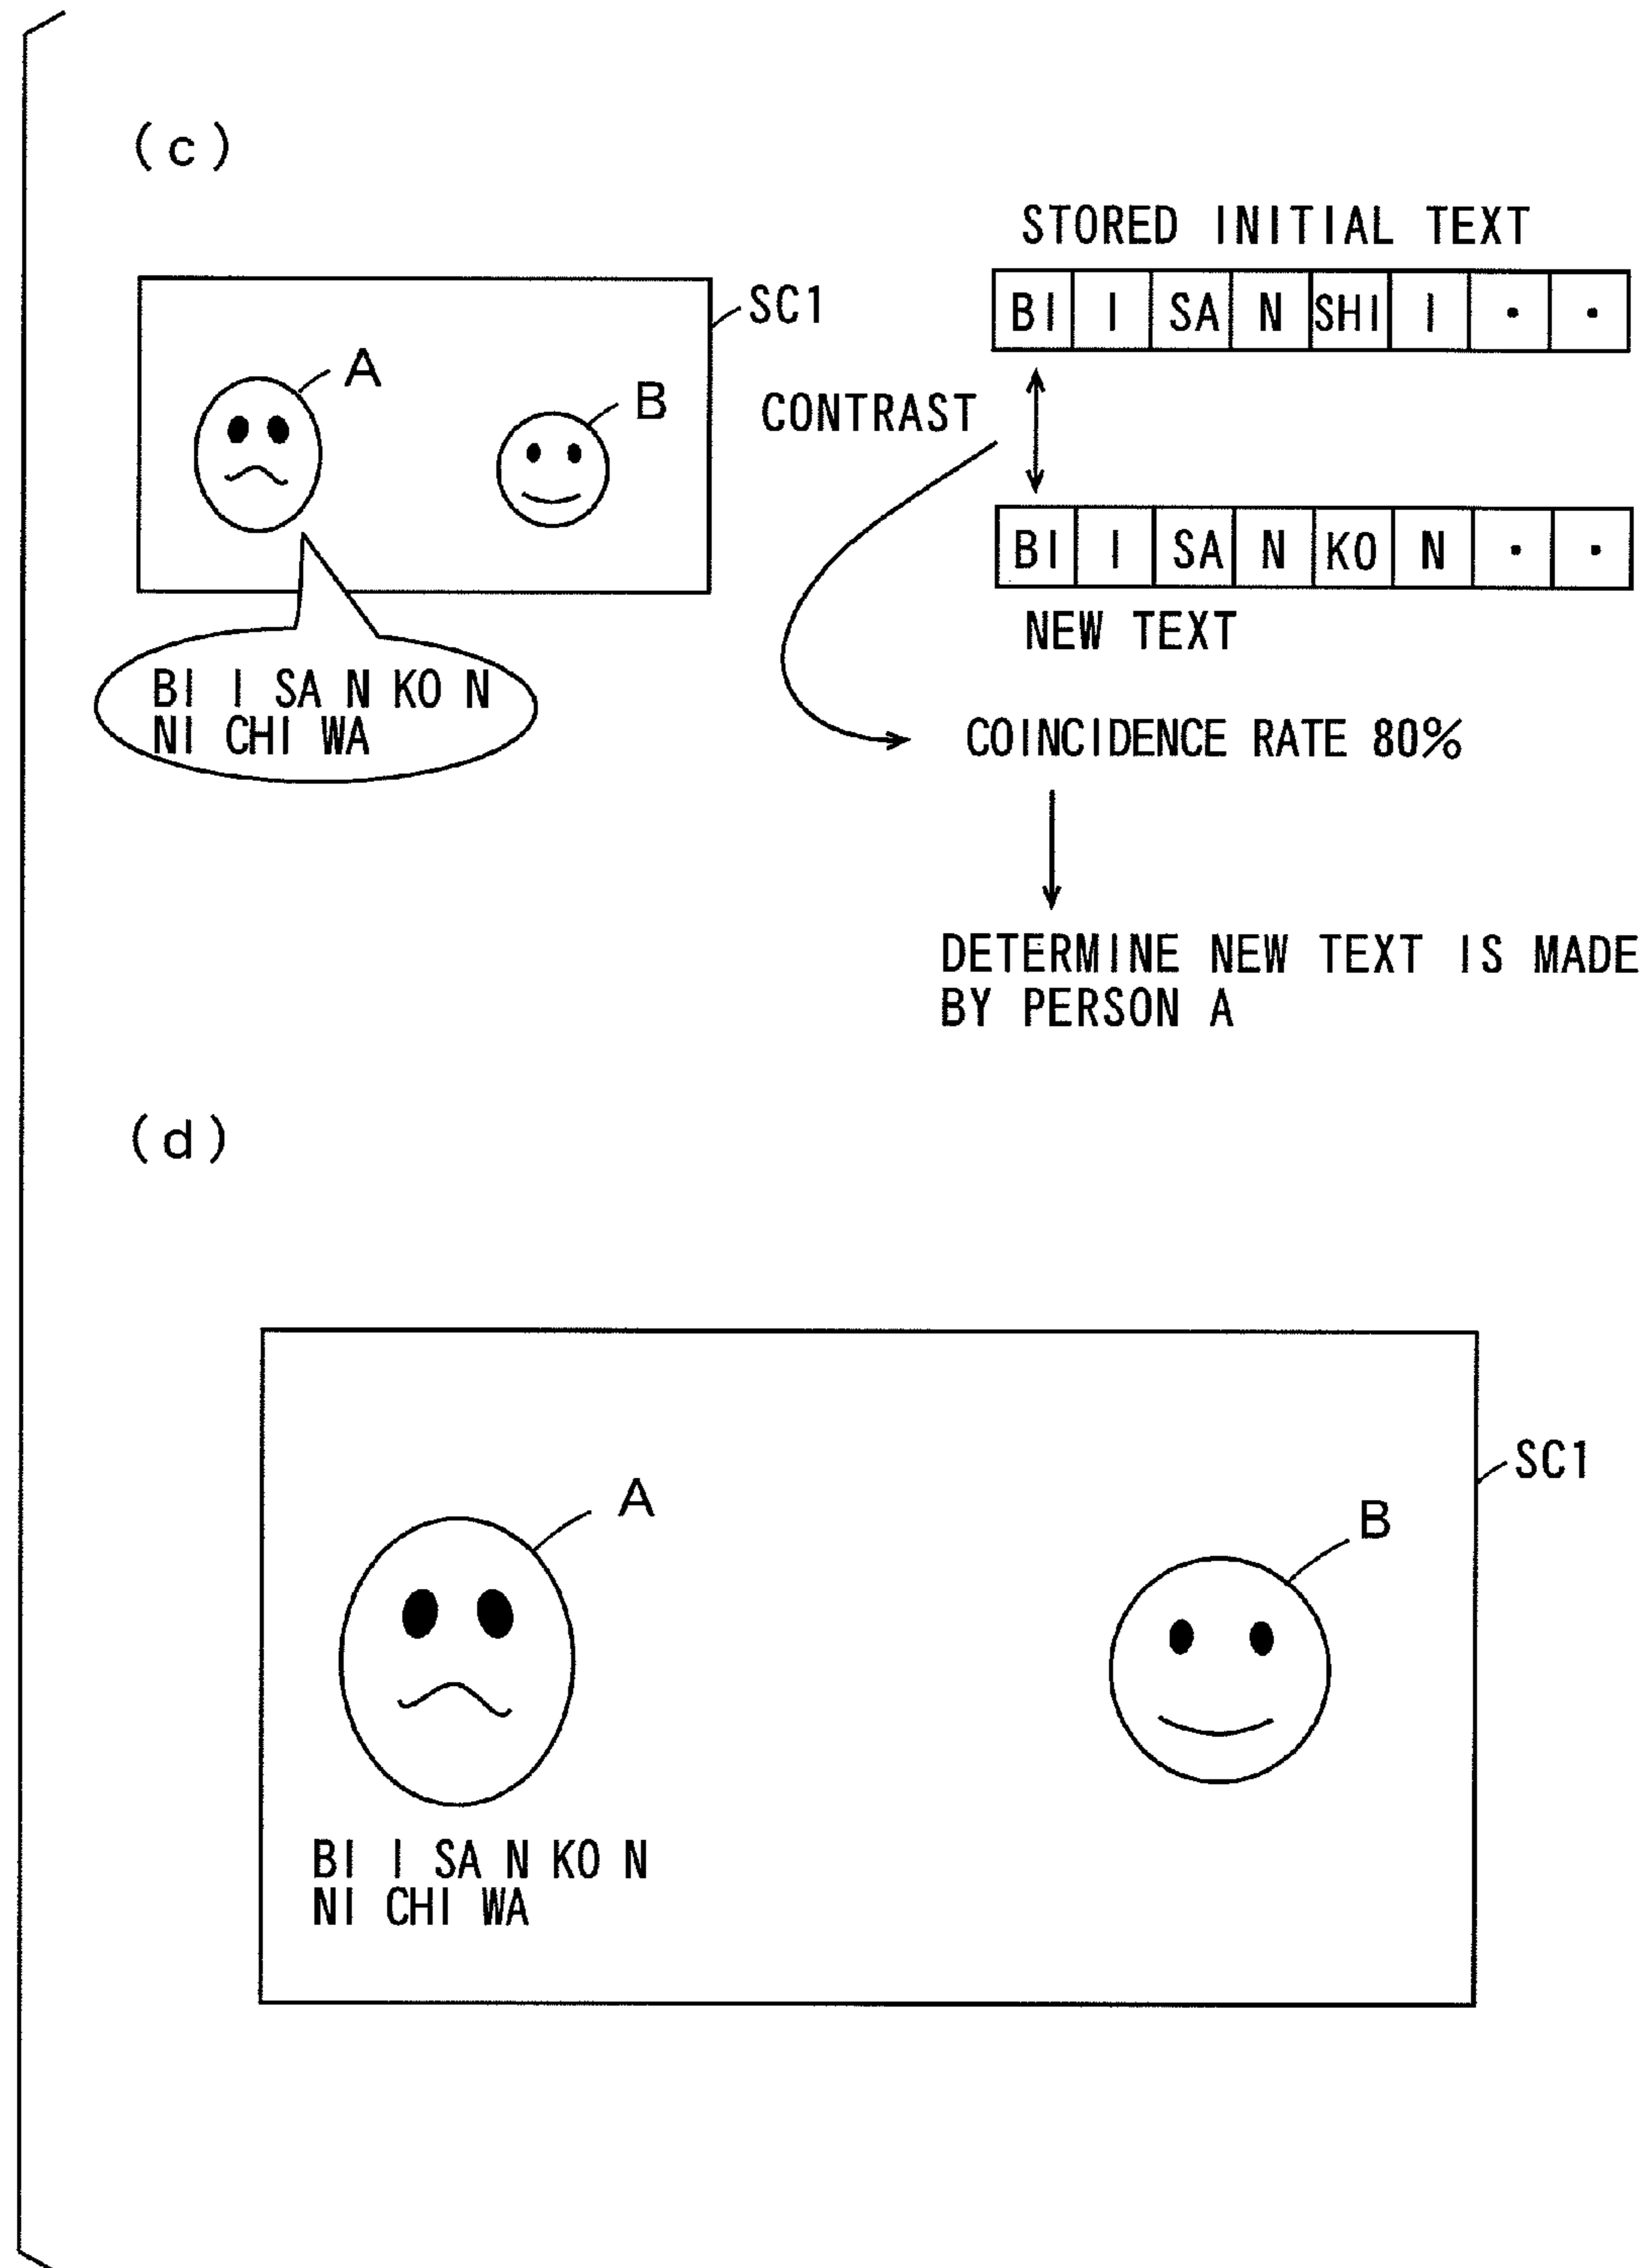 (c)
SC1
A
B
BI I SA N KO N
NI CHI WA
STORED INITIAL TEXT
BI I SA N SHI I · ·
CONTRAST
BI I SA N KO N · ·
NEW TEXT
COINCIDENCE RATE 80%
DETERMINE NEW TEXT IS MADE
BY PERSON A
(d)
SC1
A
B
BI I SA N KO N
NI CHI WA